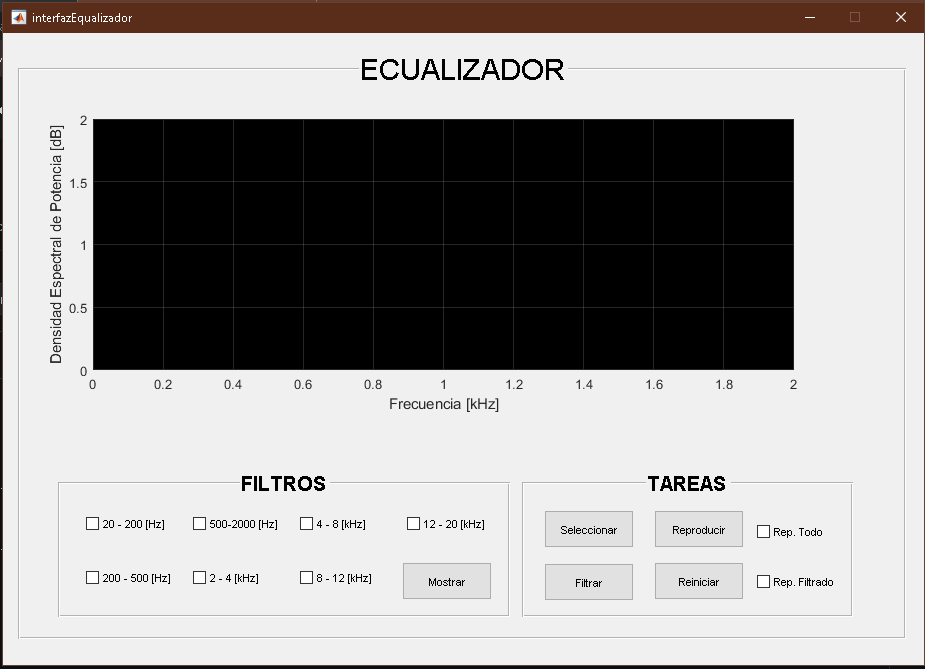 interfazEqualizador
ECUALIZADOR
Densidad Espectral de Potencia [dB]
2
1.5
1
0.5
0
0 0.2 0.4 0.6 0.8 1 1.2 1.4 1.6 1.8 2
Frecuencia [kHz]
FILTROS
20 - 200 [Hz] 500-2000 [Hz] 4 - 8 [kHz] 12 - 20 [kHz]
200 - 500 [Hz] 2 - 4 [kHz] 8 - 12 [kHz] Mostrar
TAREAS
Seleccionar Reproducir Rep. Todo
Filtrar Reiniciar Rep. Filtrado